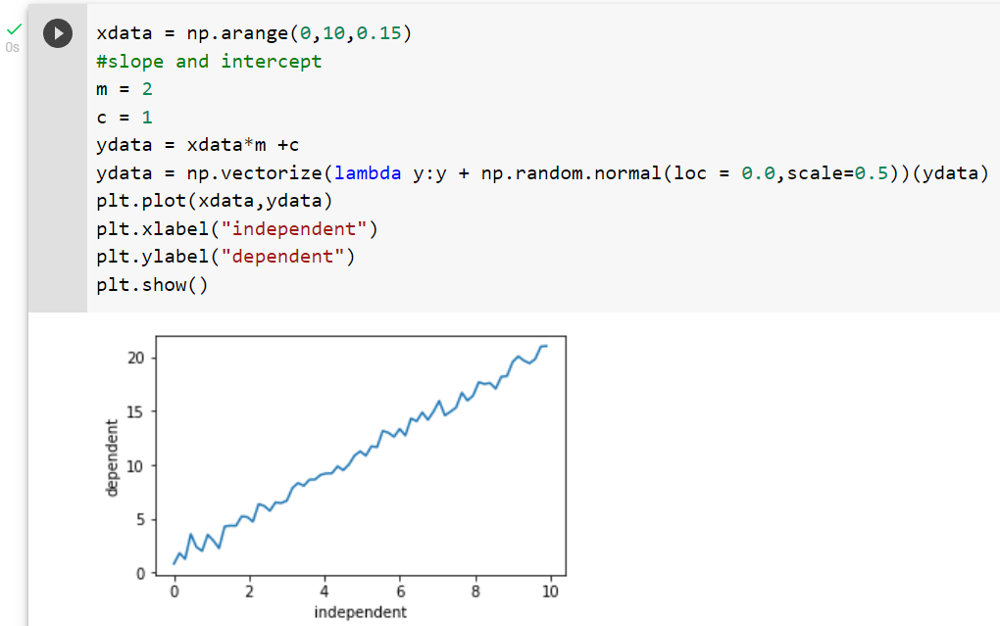 0s
xdata = np.arange(0,10,0.15)
#slope and intercept
m = 2
c = 1
ydata = xdata*m +c
ydata = np.vectorize(lambda y:y + np.random.normal(loc = 0.0,scale=0.5))(ydata)
plt.plot(xdata,ydata)
plt.xlabel("independent")
plt.ylabel("dependent")
plt.show()
20
15
10
5
0
dependent
0 2 4 6 8 10
independent